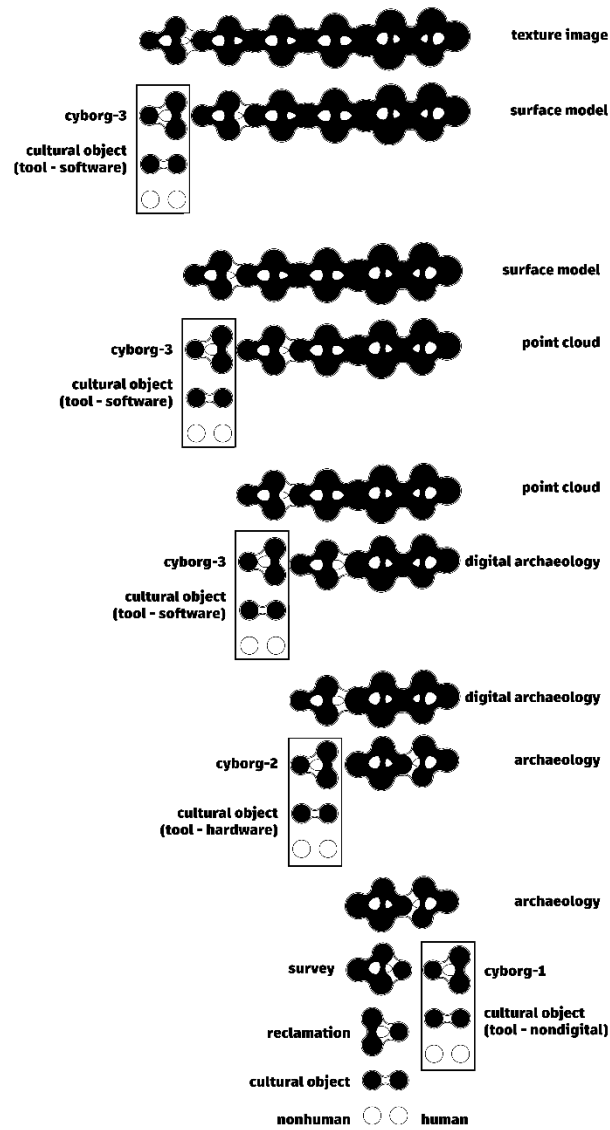 texture image
cyborg-3
surface model
cultural object
(tool - software)
surface model
cyborg-3
point cloud
cultural object
(tool - software)
point cloud
cyborg-3
digital archaeology
cultural object
(tool - software)
digital archaeology
cyborg-2
archaeology
cultural object
(tool - hardware)
archaeology
survey
cyborg-1
cultural object
(tool - nondigital)
reclamation
cultural object
nonhuman
human